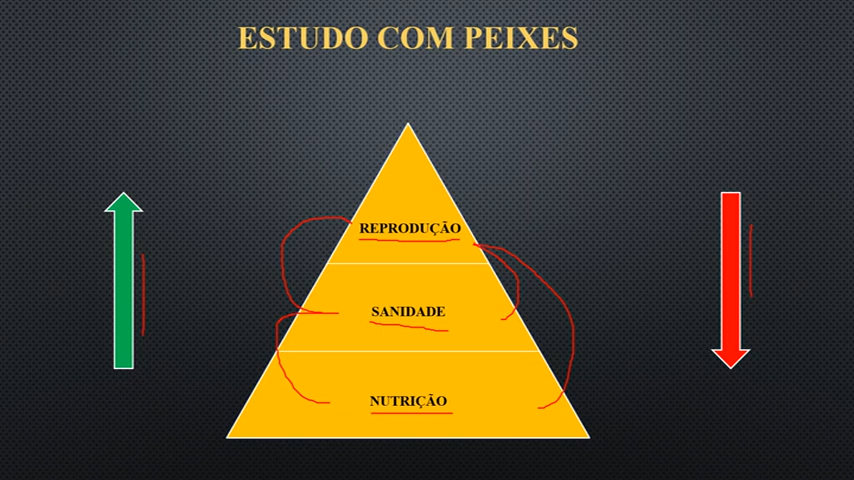 ESTUDO COM PEIXES
REPRODUÇÃO
SANIDADE
NUTRIÇÃO